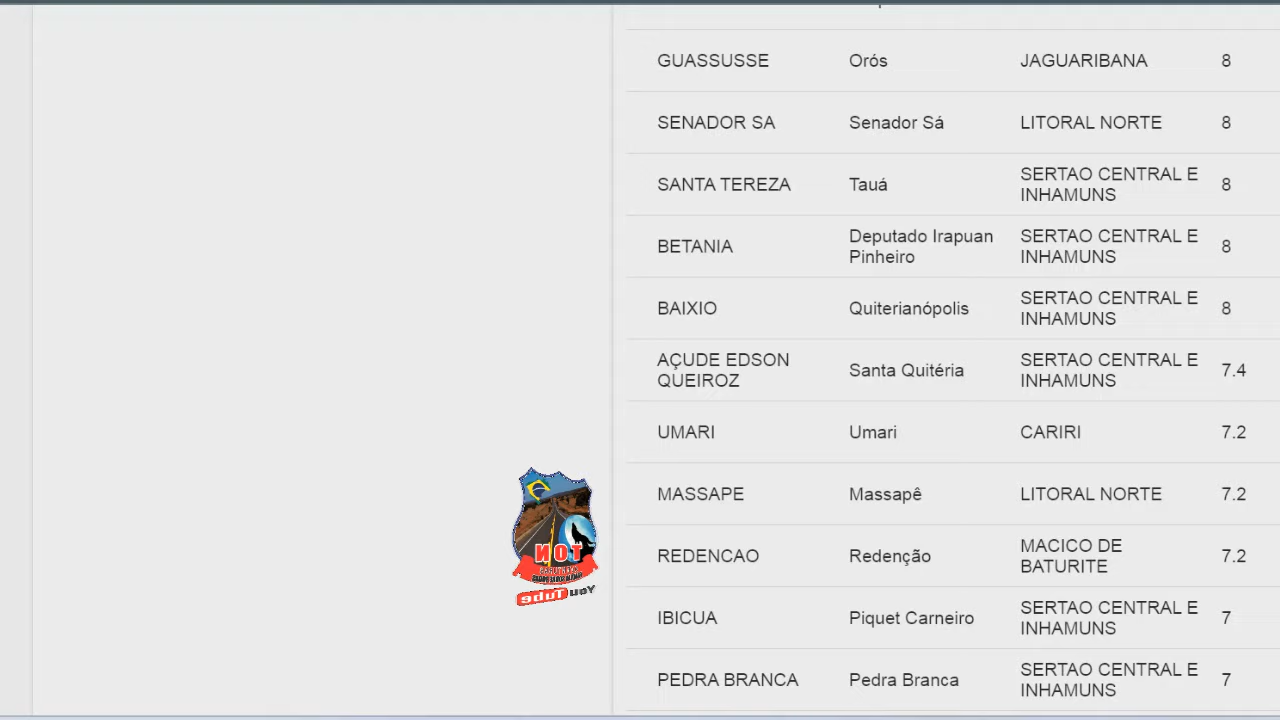 GUASSUSSE Orós JAGUARIBANA 8
SENADOR SA Senador Sá LITORAL NORTE 8
SANTA TEREZA Tauá SERTAO CENTRAL E INHAMUNS 8
BETANIA Deputado Irapuan Pinheiro SERTAO CENTRAL E INHAMUNS 8
BAIXIO Quiterianópolis SERTAO CENTRAL E INHAMUNS 8
AÇUDE EDSON QUEIROZ Santa Quitéria SERTAO CENTRAL E INHAMUNS 7.4
UMARI Umari CARIRI 7.2
MASSAPE Massapê LITORAL NORTE 7.2
REDENCAO Redenção MACICO DE BATURITE 7.2
IBICUA Piquet Carneiro SERTAO CENTRAL E INHAMUNS 7
PEDRA BRANCA Pedra Branca SERTAO CENTRAL E INHAMUNS 7
NOT
You Tube